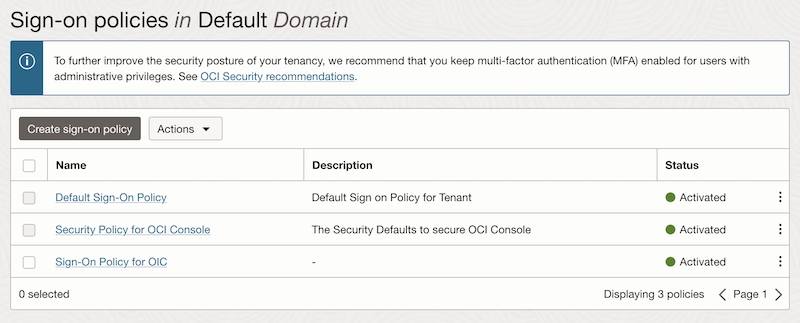 Sign-on policies in Default Domain
To further improve the security posture of your tenancy, we recommend that you keep multi-factor authentication (MFA) enabled for users with
administrative privileges. See OCI Security recommendations.
Create sign-on policy Actions
Name Description Status
Default Sign-On Policy Default Sign on Policy for Tenant Activated
Security Policy for OCI Console The Security Defaults to secure OCI Console Activated
Sign-On Policy for OIC - Activated
0 selected Displaying 3 policies Page 1